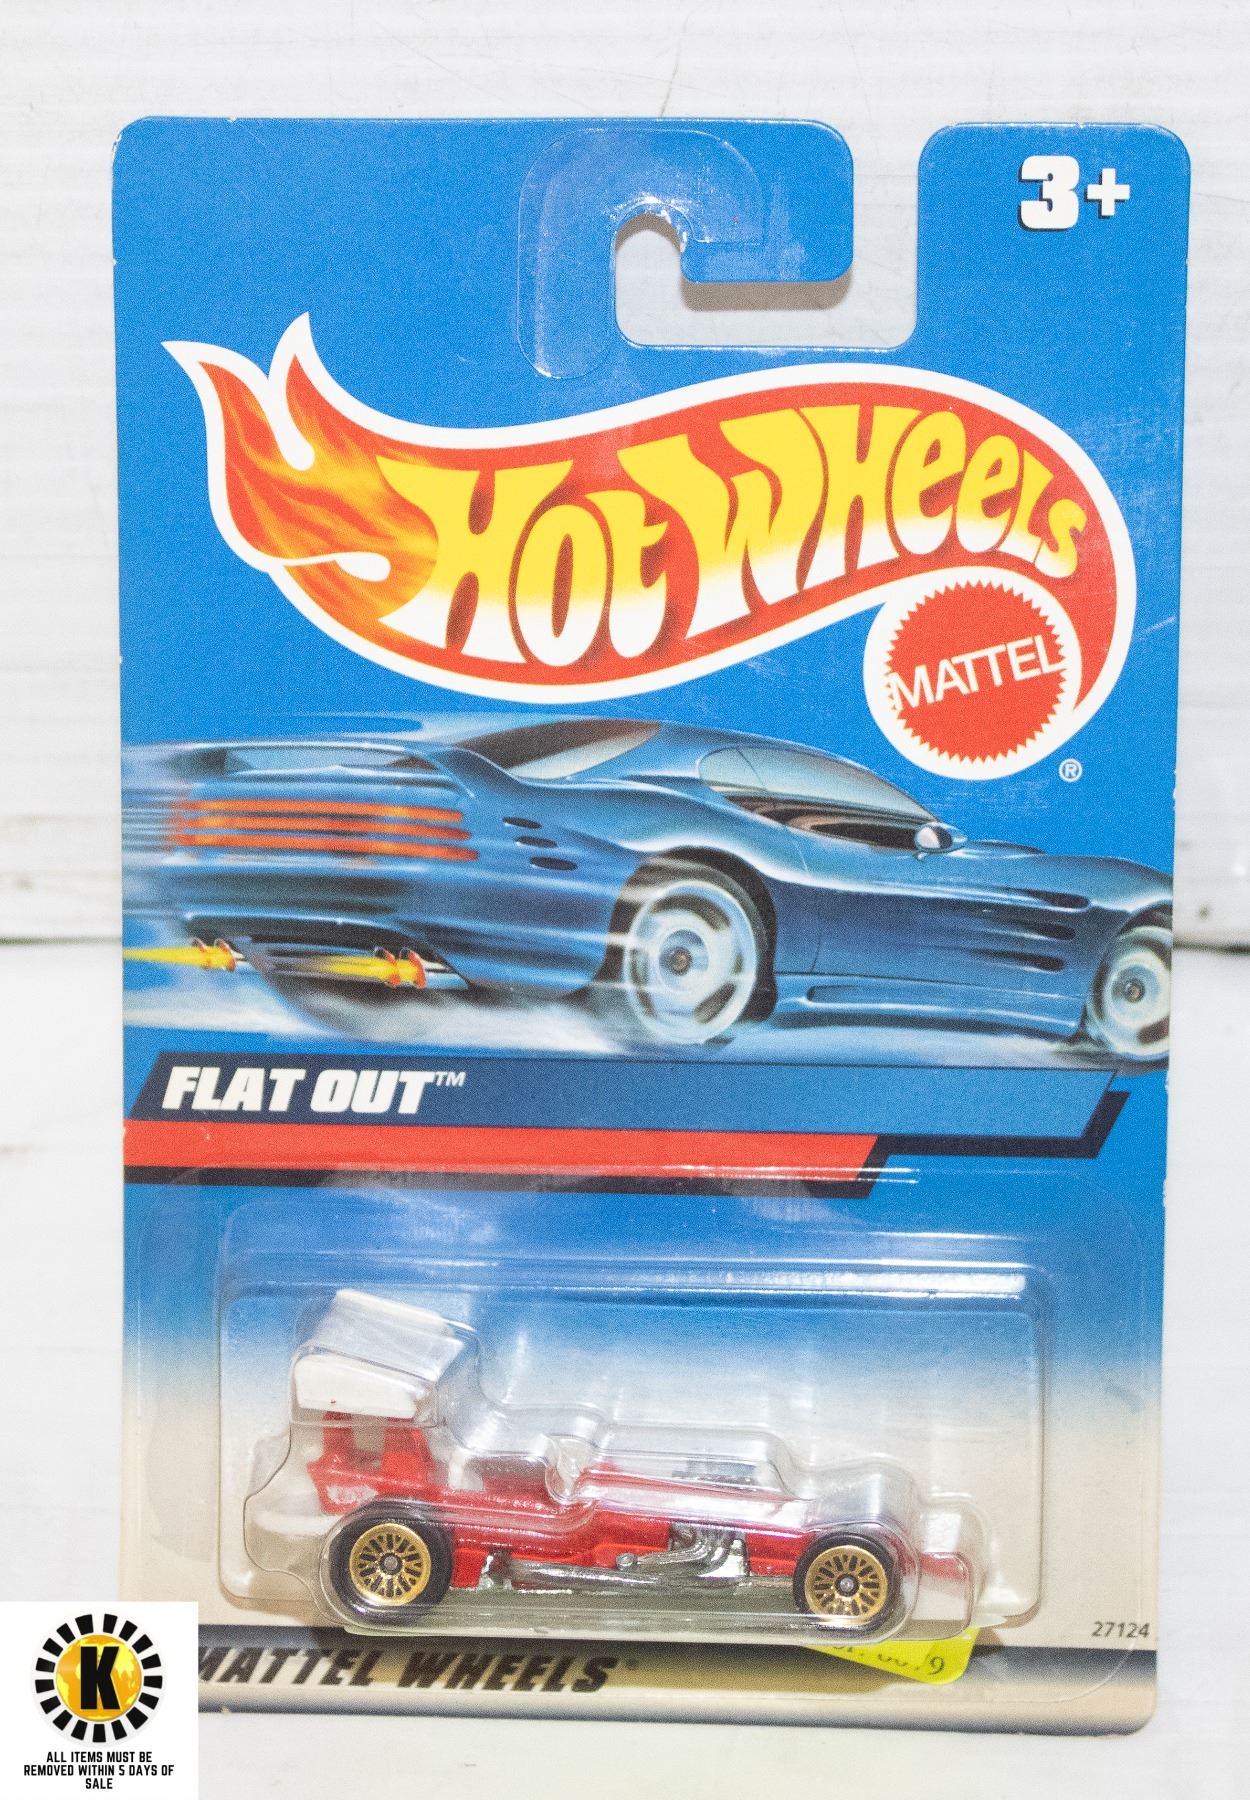 3+
HOT WHEELS
MATTEL
®
FLAT OUT™
27124
MATTEL WHEELS®
K
ALL ITEMS MUST BE
REMOVED WITHIN 5 DAYS OF
SALE